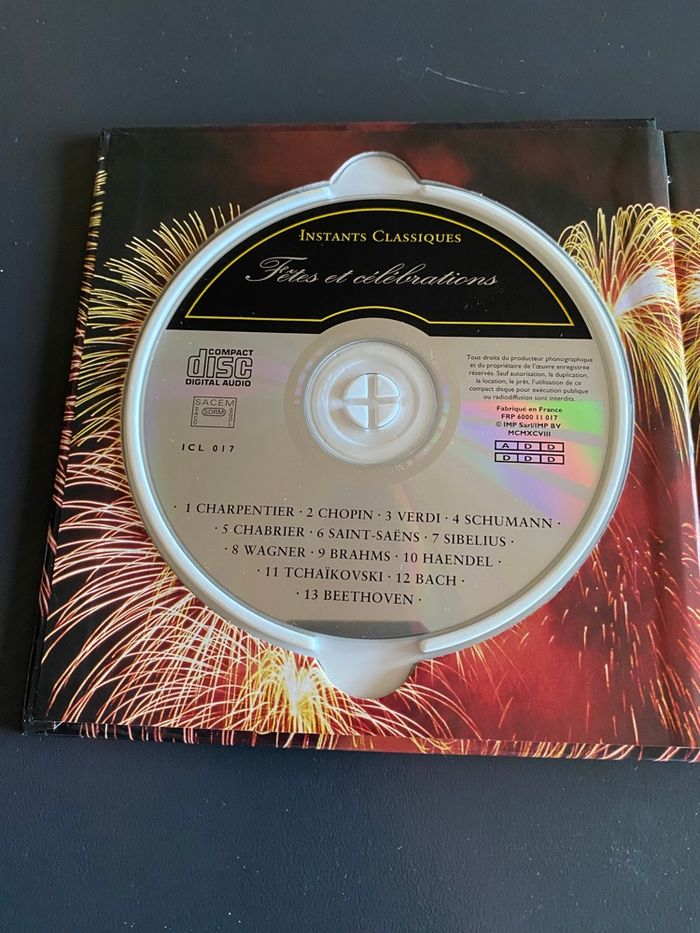 INSTANTS CLASSIQUES
Fêtes et célébrations
COMPACT
disc
DIGITAL AUDIO
SACEM
SDRM
ICL 017
Tous droits du producteur phonographique
et du propriétaire de l'œuvre enregistrée
réservés. Sauf autorisation, la duplication,
la location, le prêt, l'utilisation de ce
compact disque pour exécution publique
ou radiodiffusion sont interdits.
Fabriqué en France
FRP 6000 11 017
© IMP Sarl/IMP BV
MCMXCVIII
A D D
D D D
· 1 CHARPENTIER · 2 CHOPIN · 3 VERDI · 4 SCHUMANN ·
· 5 CHABRIER · 6 SAINT-SAËNS · 7 SIBELIUS ·
· 8 WAGNER · 9 BRAHMS · 10 HAENDEL ·
· 11 TCHAÏKOVSKI · 12 BACH ·
· 13 BEETHOVEN ·